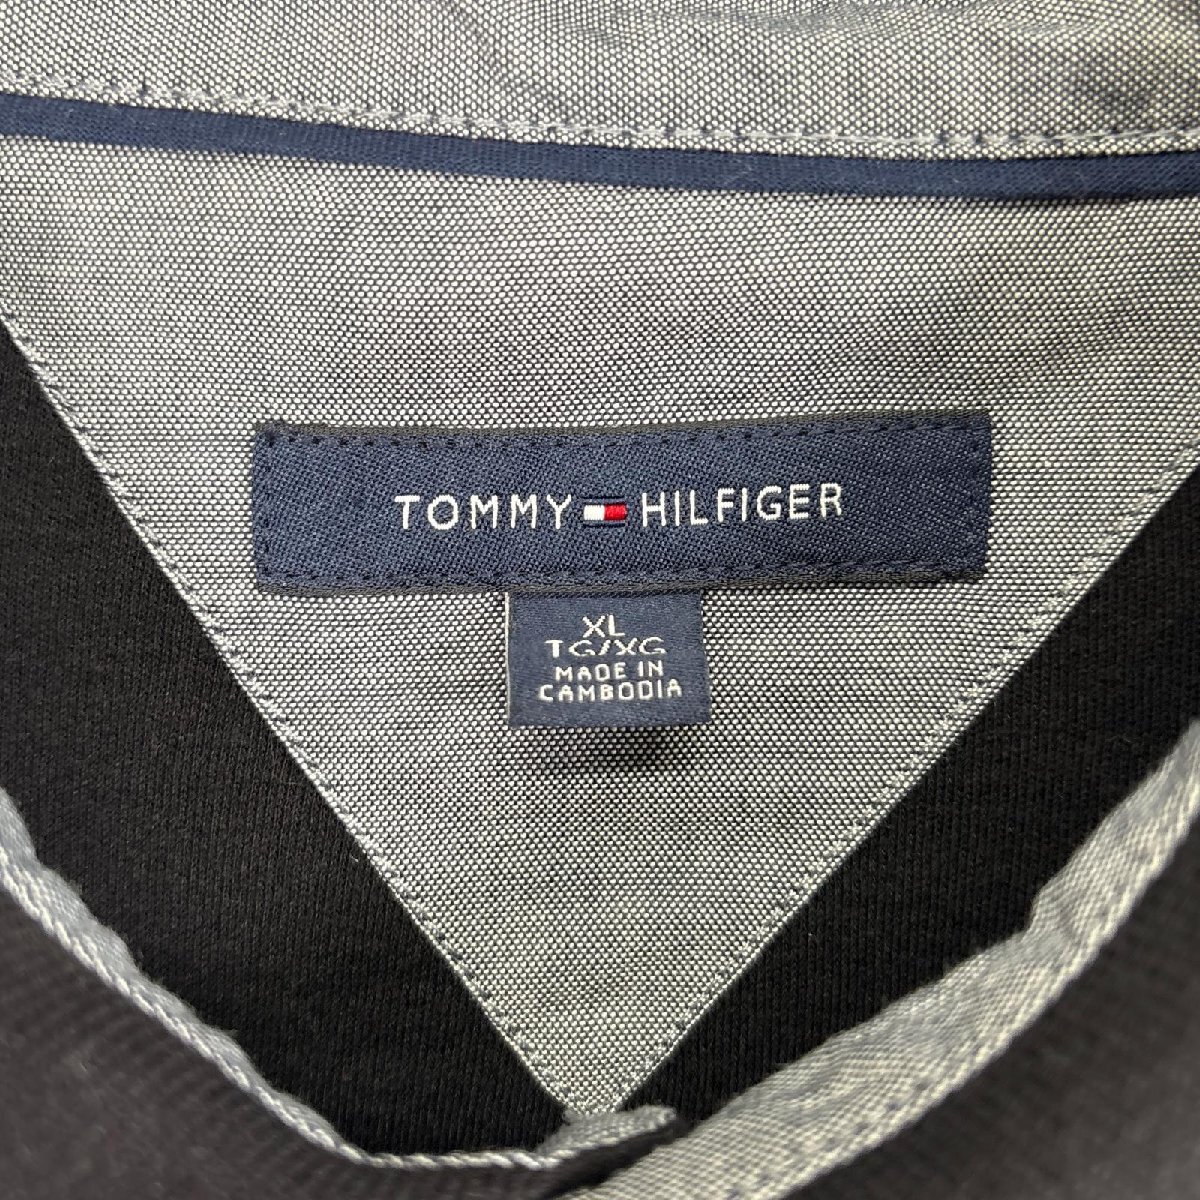 TOMMY HILFIGER
XL
TG/XG
MADE IN
CAMBODIA